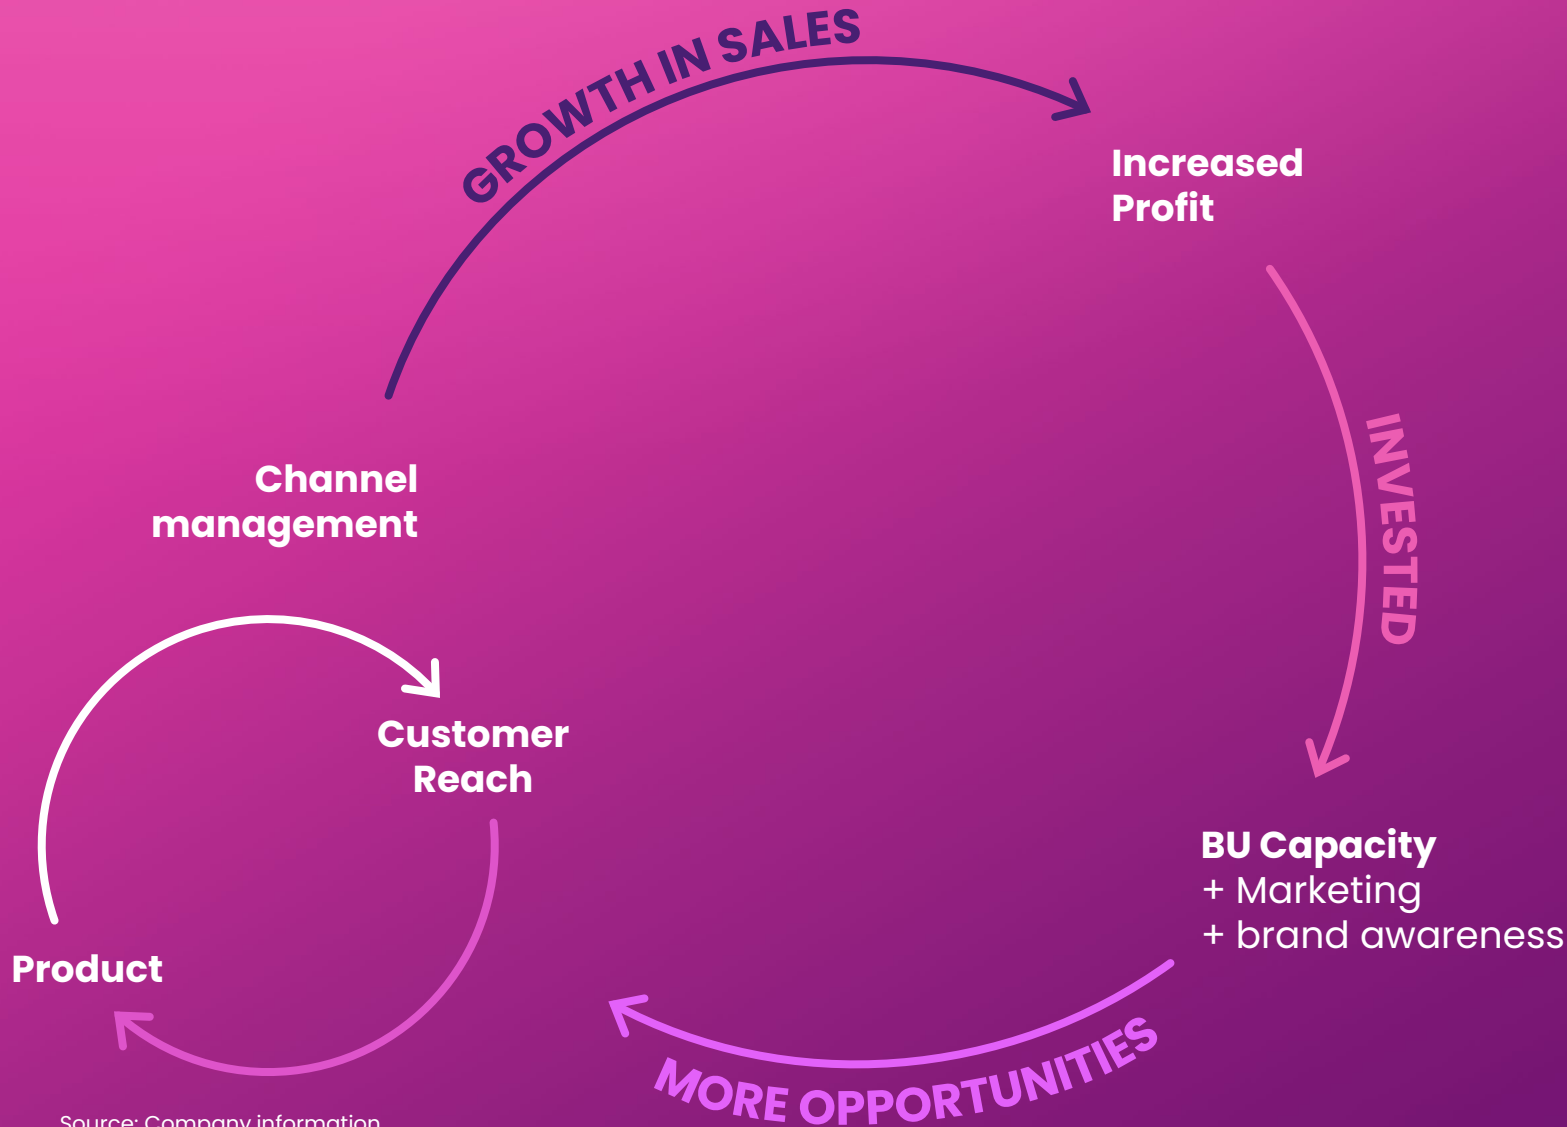 GROWTH IN SALES
Increased
Profit
INVESTED
Channel
management
Customer
Reach
BU Capacity
+ Marketing
+ brand awareness
Product
MORE OPPORTUNITIES
Source: Company information